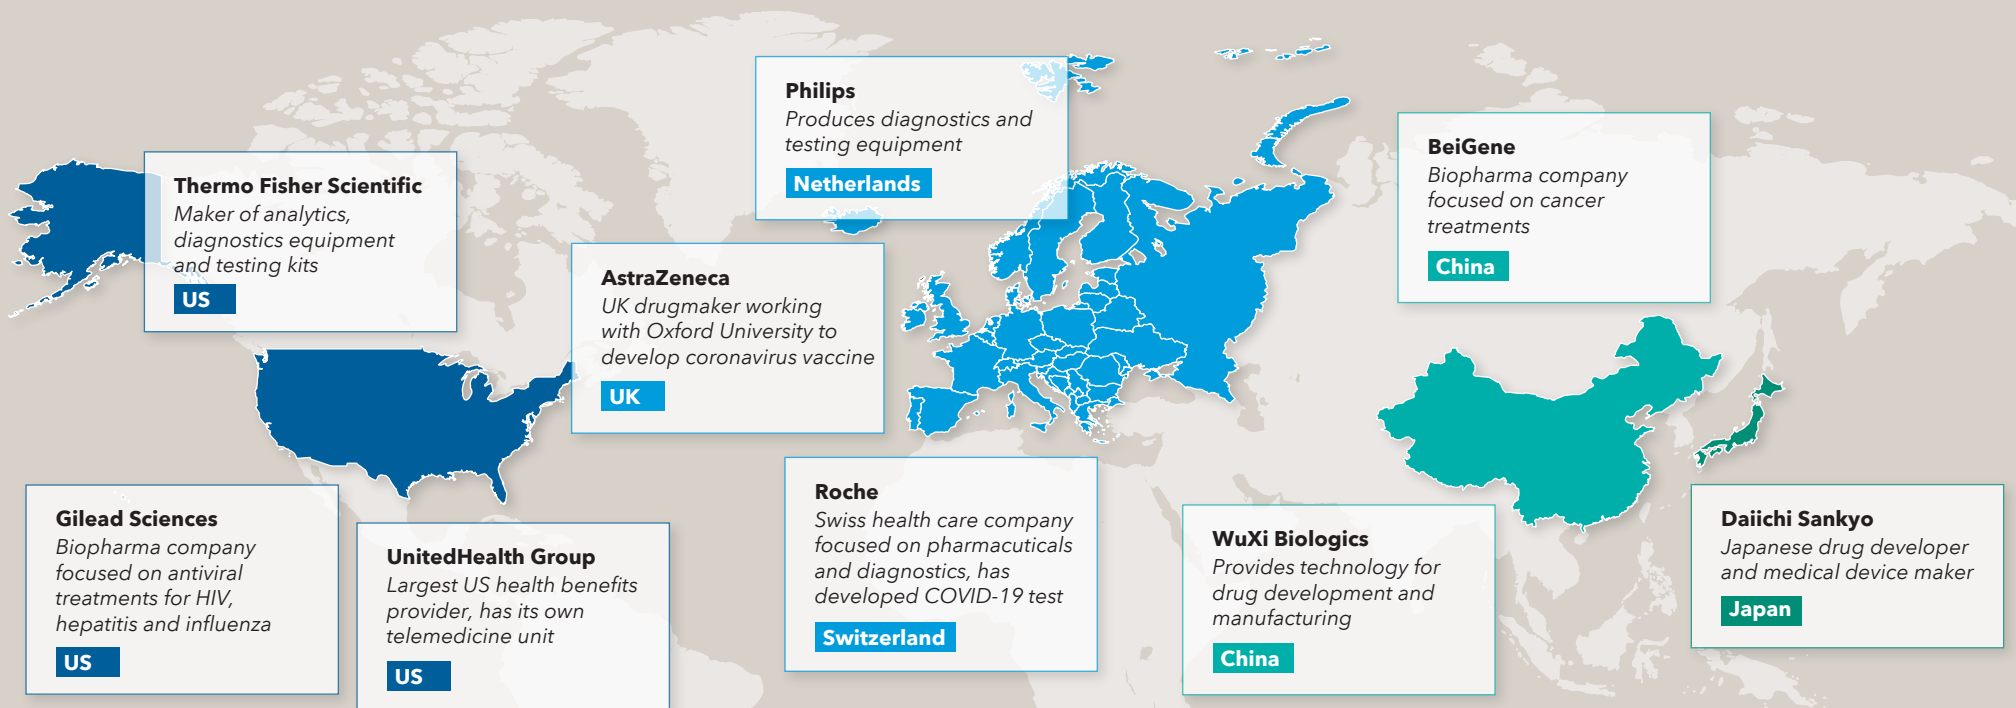 Thermo Fisher Scientific
Maker of analytics,
diagnostics equipment
and testing kits
US
Gilead Sciences
Biopharma company
focused on antiviral
treatments for HIV,
hepatitis and influenza
US
UnitedHealth Group
Largest US health benefits
provider, has its own
telemedicine unit
US
Philips
Produces diagnostics and
testing equipment
Netherlands
AstraZeneca
UK drugmaker working
with Oxford University to
develop coronavirus vaccine
UK
Roche
Swiss health care company
focused on pharmacuticals
and diagnostics, has
developed COVID-19 test
Switzerland
BeiGene
Biopharma company
focused on cancer
treatments
China
WuXi Biologics
Provides technology for
drug development and
manufacturing
China
Daiichi Sankyo
Japanese drug developer
and medical device maker
Japan